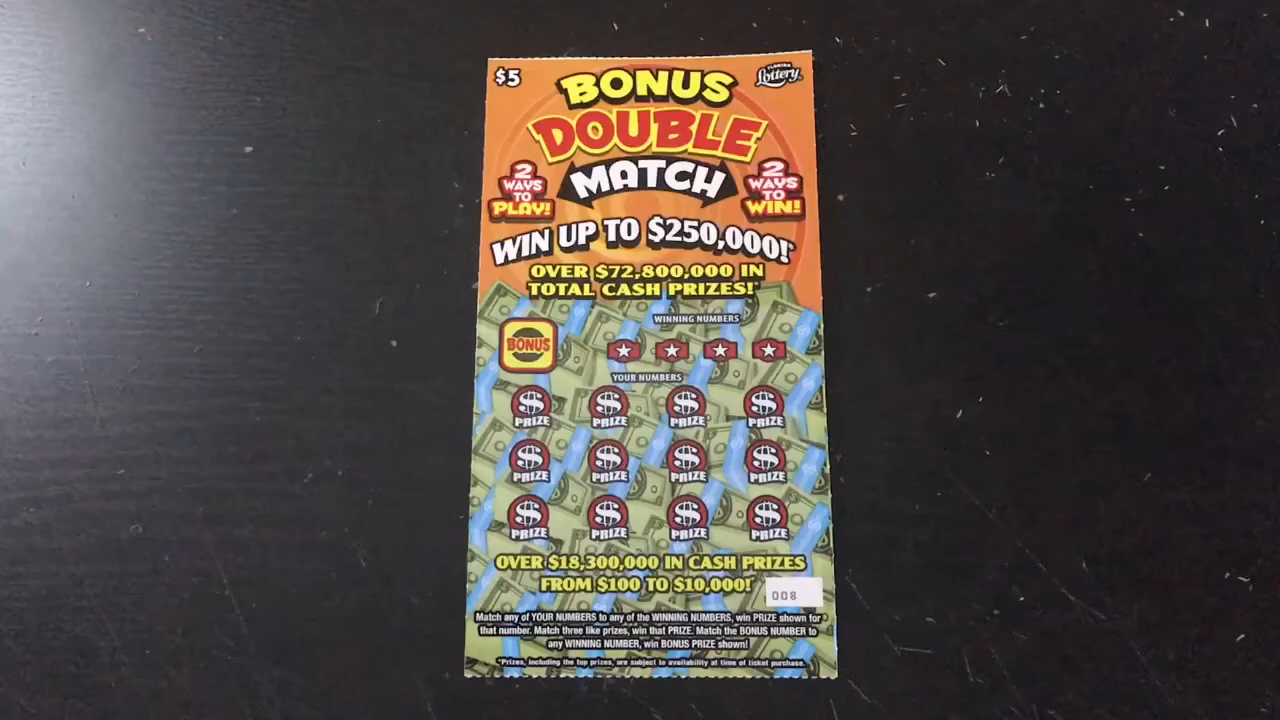 $5
FLORIDA
Lottery
BONUS
DOUBLE
MATCH
2
WAYS
TO
PLAY!
2
WAYS
TO
WIN!
WIN UP TO $250,000!*
OVER $72,800,000 IN
TOTAL CASH PRIZES!*
WINNING NUMBERS
BONUS
YOUR NUMBERS
$ $ $ $
PRIZE PRIZE PRIZE PRIZE
$ $ $ $
PRIZE PRIZE PRIZE PRIZE
$ $ $ $
PRIZE PRIZE PRIZE PRIZE
OVER $18,300,000 IN CASH PRIZES
FROM $100 TO $10,000!*
008
Match any of YOUR NUMBERS to any of the WINNING NUMBERS, win PRIZE shown for
that number. Match three like prizes, win that PRIZE. Match the BONUS NUMBER to
any WINNING NUMBER, win BONUS PRIZE shown!
*Prizes, including the top prizes, are subject to availability at time of ticket purchase.